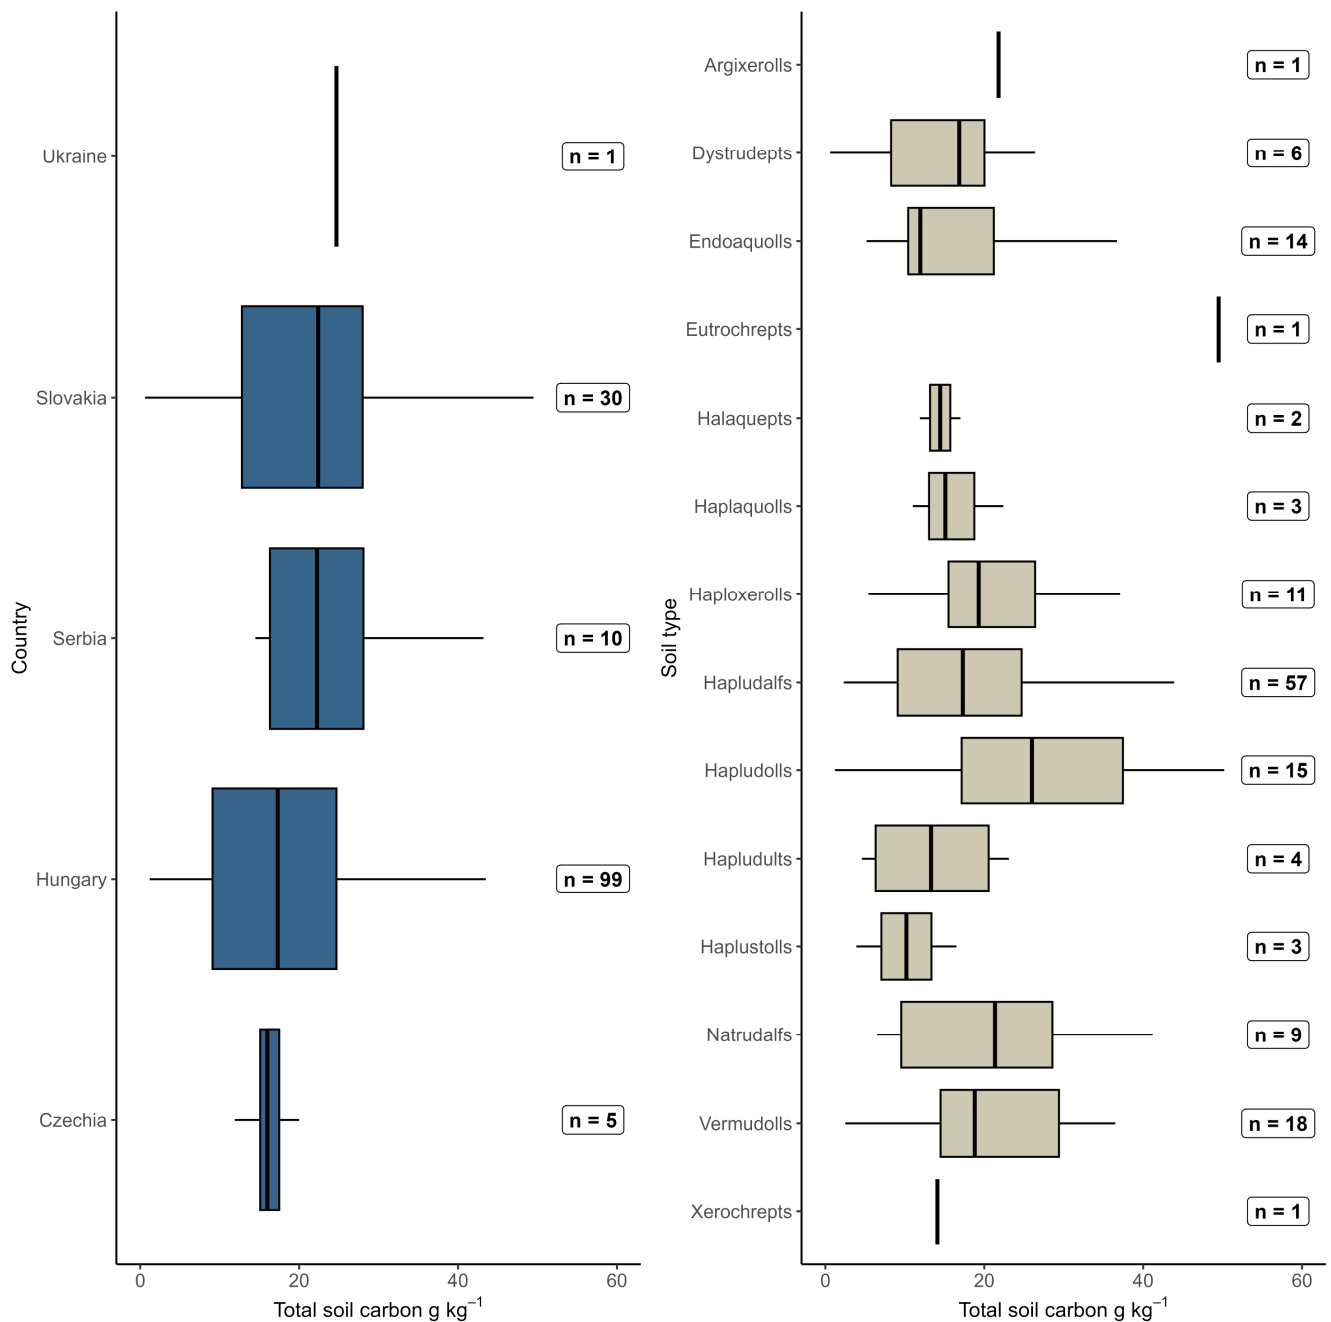 Country
Ukraine
n = 1
Slovakia
n = 30
Serbia
n = 10
Hungary
n = 99
Czechia
n = 5
0 20 40 60
Total soil carbon g kg⁻¹
Soil type
Argixerolls
n = 1
Dystrudepts
n = 6
Endoaquolls
n = 14
Eutrochrepts
n = 1
Halaquepts
n = 2
Haplaquolls
n = 3
Haploxerolls
n = 11
Hapludalfs
n = 57
Hapludolls
n = 15
Hapludults
n = 4
Haplustolls
n = 3
Natrudalfs
n = 9
Vermudolls
n = 18
Xerochrepts
n = 1
0 20 40 60
Total soil carbon g kg⁻¹